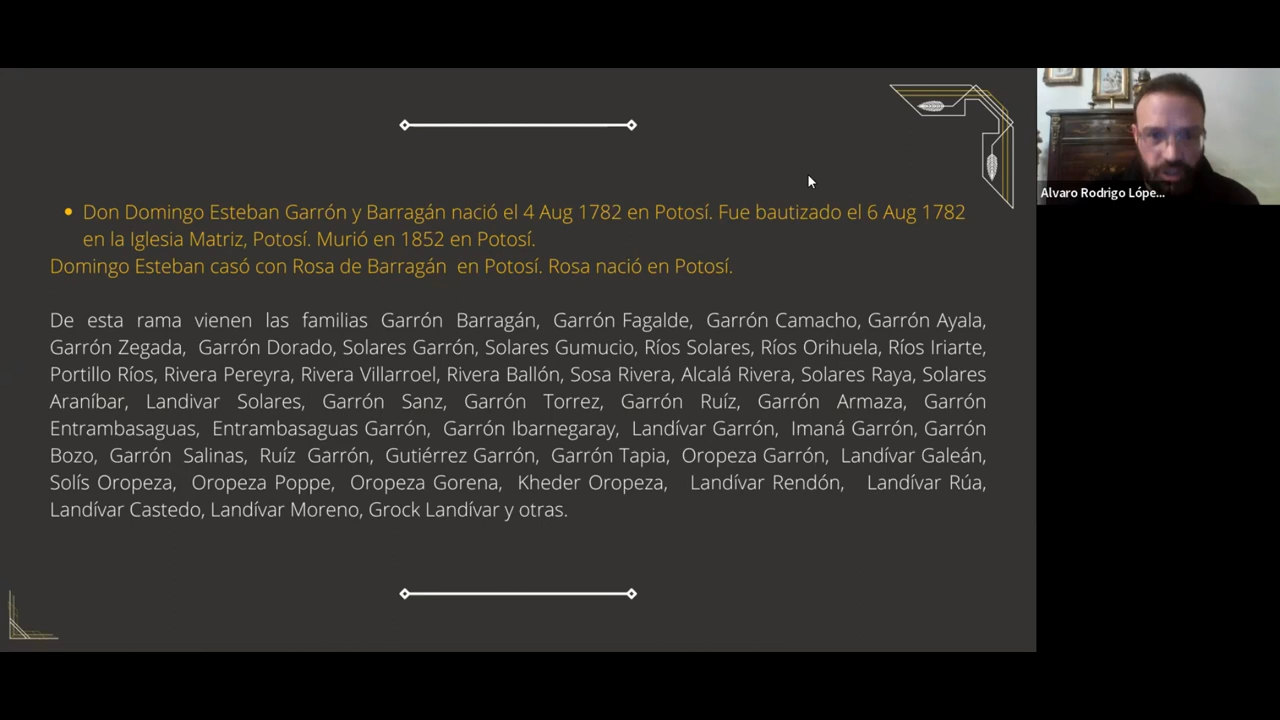 Don Domingo Esteban Garrón y Barragán nació el 4 Aug 1782 en Potosí. Fue bautizado el 6 Aug 1782
en la Iglesia Matriz, Potosí. Murió en 1852 en Potosí.
Domingo Esteban casó con Rosa de Barragán en Potosí. Rosa nació en Potosí.
De esta rama vienen las familias Garrón Barragán, Garrón Fagalde, Garrón Camacho, Garrón Ayala,
Garrón Zegada, Garrón Dorado, Solares Garrón, Solares Gumucio, Ríos Solares, Ríos Orihuela, Ríos Iriarte,
Portillo Ríos, Rivera Pereyra, Rivera Villarroel, Rivera Ballón, Sosa Rivera, Alcalá Rivera, Solares Raya, Solares
Araníbar, Landivar Solares, Garrón Sanz, Garrón Torrez, Garrón Ruíz, Garrón Armaza, Garrón
Entrambasaguas, Entrambasaguas Garrón, Garrón Ibarnegaray, Landívar Garrón, Imaná Garrón, Garrón
Bozo, Garrón Salinas, Ruíz Garrón, Gutiérrez Garrón, Garrón Tapia, Oropeza Garrón, Landívar Galeán,
Solís Oropeza, Oropeza Poppe, Oropeza Gorena, Kheder Oropeza, Landívar Rendón, Landívar Rúa,
Landívar Castedo, Landívar Moreno, Grock Landívar y otras.
Alvaro Rodrigo Lópe...